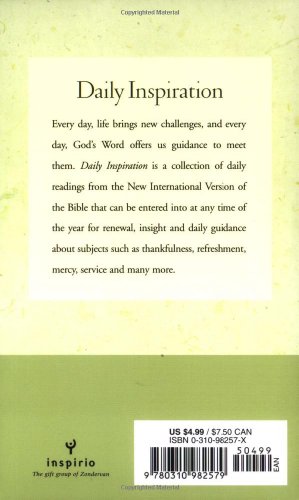 Daily Inspiration
Every day, life brings new challenges, and every
day, God's Word offers us guidance to meet
them. Daily Inspiration is a collection of daily
readings from the New International Version of
the Bible that can be entered into at any time of
the year for renewal, insight and daily guidance
about subjects such as thankfulness, refreshment,
mercy, service and many more.
inspirio
The gift group of Zondervan
US $4.99 / $7.50 CAN
ISBN 0-310-98257-X
50499
EAN
9 780310 982579